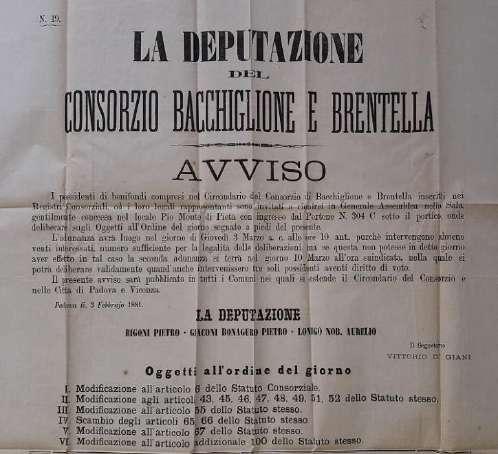 N. 19.
LA DEPUTAZIONE
DEL
CONSORZIO BACCHIGLIONE E BRENTELLA
AVVISO
I possidenti di benifondi compresi nel Circondario del Consorzio di Bacchiglione e Brentella inscritti nei
Registri Consorziali, od i loro legali rappresentanti sono invitati a riunirsi in Generale Assemblea nella Sala
gentilmente concessa nel locale Pio Monte di Pietà con ingresso dal Portone N. 304 C sotto il portico, onde
deliberare sugli Oggetti all'Ordine del giorno segnato a piedi del presente.
L'adunanza avrà luogo nel giorno di Giovedì 3 Marzo a. c. alle ore 10 ant. purchè intervengono almeno
venti interessati, numero sufficiente per la legalità delle deliberazioni ma se questa non potesse in detto giorno
aver effetto in tal caso la seconda adunanza si terrà nel giorno 10 Marzo all'ora suindicata, nella quale si
potrà deliberare validamente quand'anche intervenissero tre soli possidenti aventi diritto di voto.
Il presente avviso sarà pubblicato in tutti i Comuni nei quali si estende il Circondario del Consorzio e
nelle Città di Padova e Vicenza.
Padova li, 3 Febbrajo 1881.
LA DEPUTAZIONE
RIGONI PIETRO - GIACONI BONAGURO PIETRO - LONIGO NOB. AURELIO
Il Segretario
VITTORIO D' GIANI
Oggetti all'ordine del giorno
I. Modificazione all'articolo 6 dello Statuto Consorziale.
II. Modificazione agli articoli 43, 45, 46, 47, 48, 49, 51, 52 dello Statuto stesso.
III. Modificazione all'articolo 55 dello Statuto stesso.
IV. Scambio degli articoli 65, 66 dello Statuto stesso
V. Modificazione all'articolo 67 dello Statuto stesso.
VI. Modificazione all'articolo addizionale 100 dello Statuto stesso.